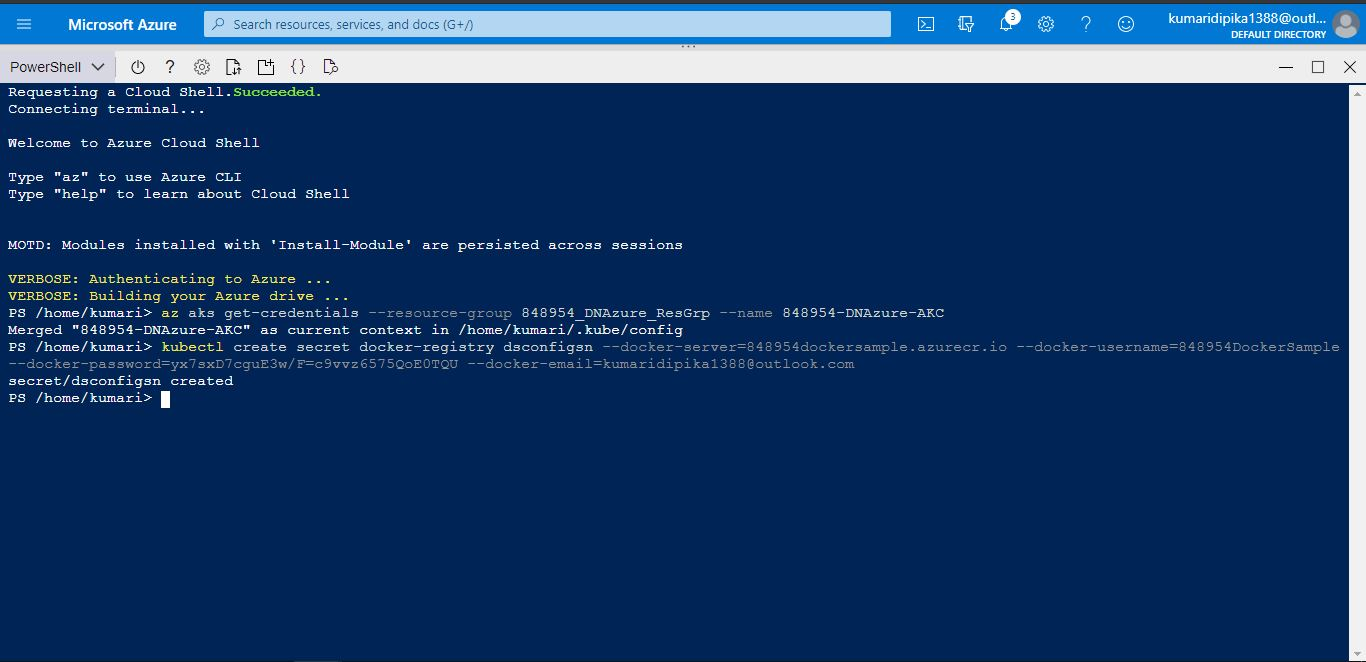 Microsoft Azure
Search resources, services, and docs (G+/)
3
kumaridipika1388@outl...
DEFAULT DIRECTORY
PowerShell
Requesting a Cloud Shell.Succeeded.
Connecting terminal...
Welcome to Azure Cloud Shell
Type "az" to use Azure CLI
Type "help" to learn about Cloud Shell
MOTD: Modules installed with 'Install-Module' are persisted across sessions
VERBOSE: Authenticating to Azure ...
VERBOSE: Building your Azure drive ...
PS /home/kumari> az aks get-credentials --resource-group 848954_DNAzure_ResGrp --name 848954-DNAzure-AKC
Merged "848954-DNAzure-AKC" as current context in /home/kumari/.kube/config
PS /home/kumari> kubectl create secret docker-registry dsconfigsn --docker-server=848954dockersample.azurecr.io --docker-username=848954DockerSample
--docker-password=yx7sxD7cguE3w/F=c9vvz6575QoE0TQU --docker-email=kumaridipika1388@outlook.com
secret/dsconfigsn created
PS /home/kumari>